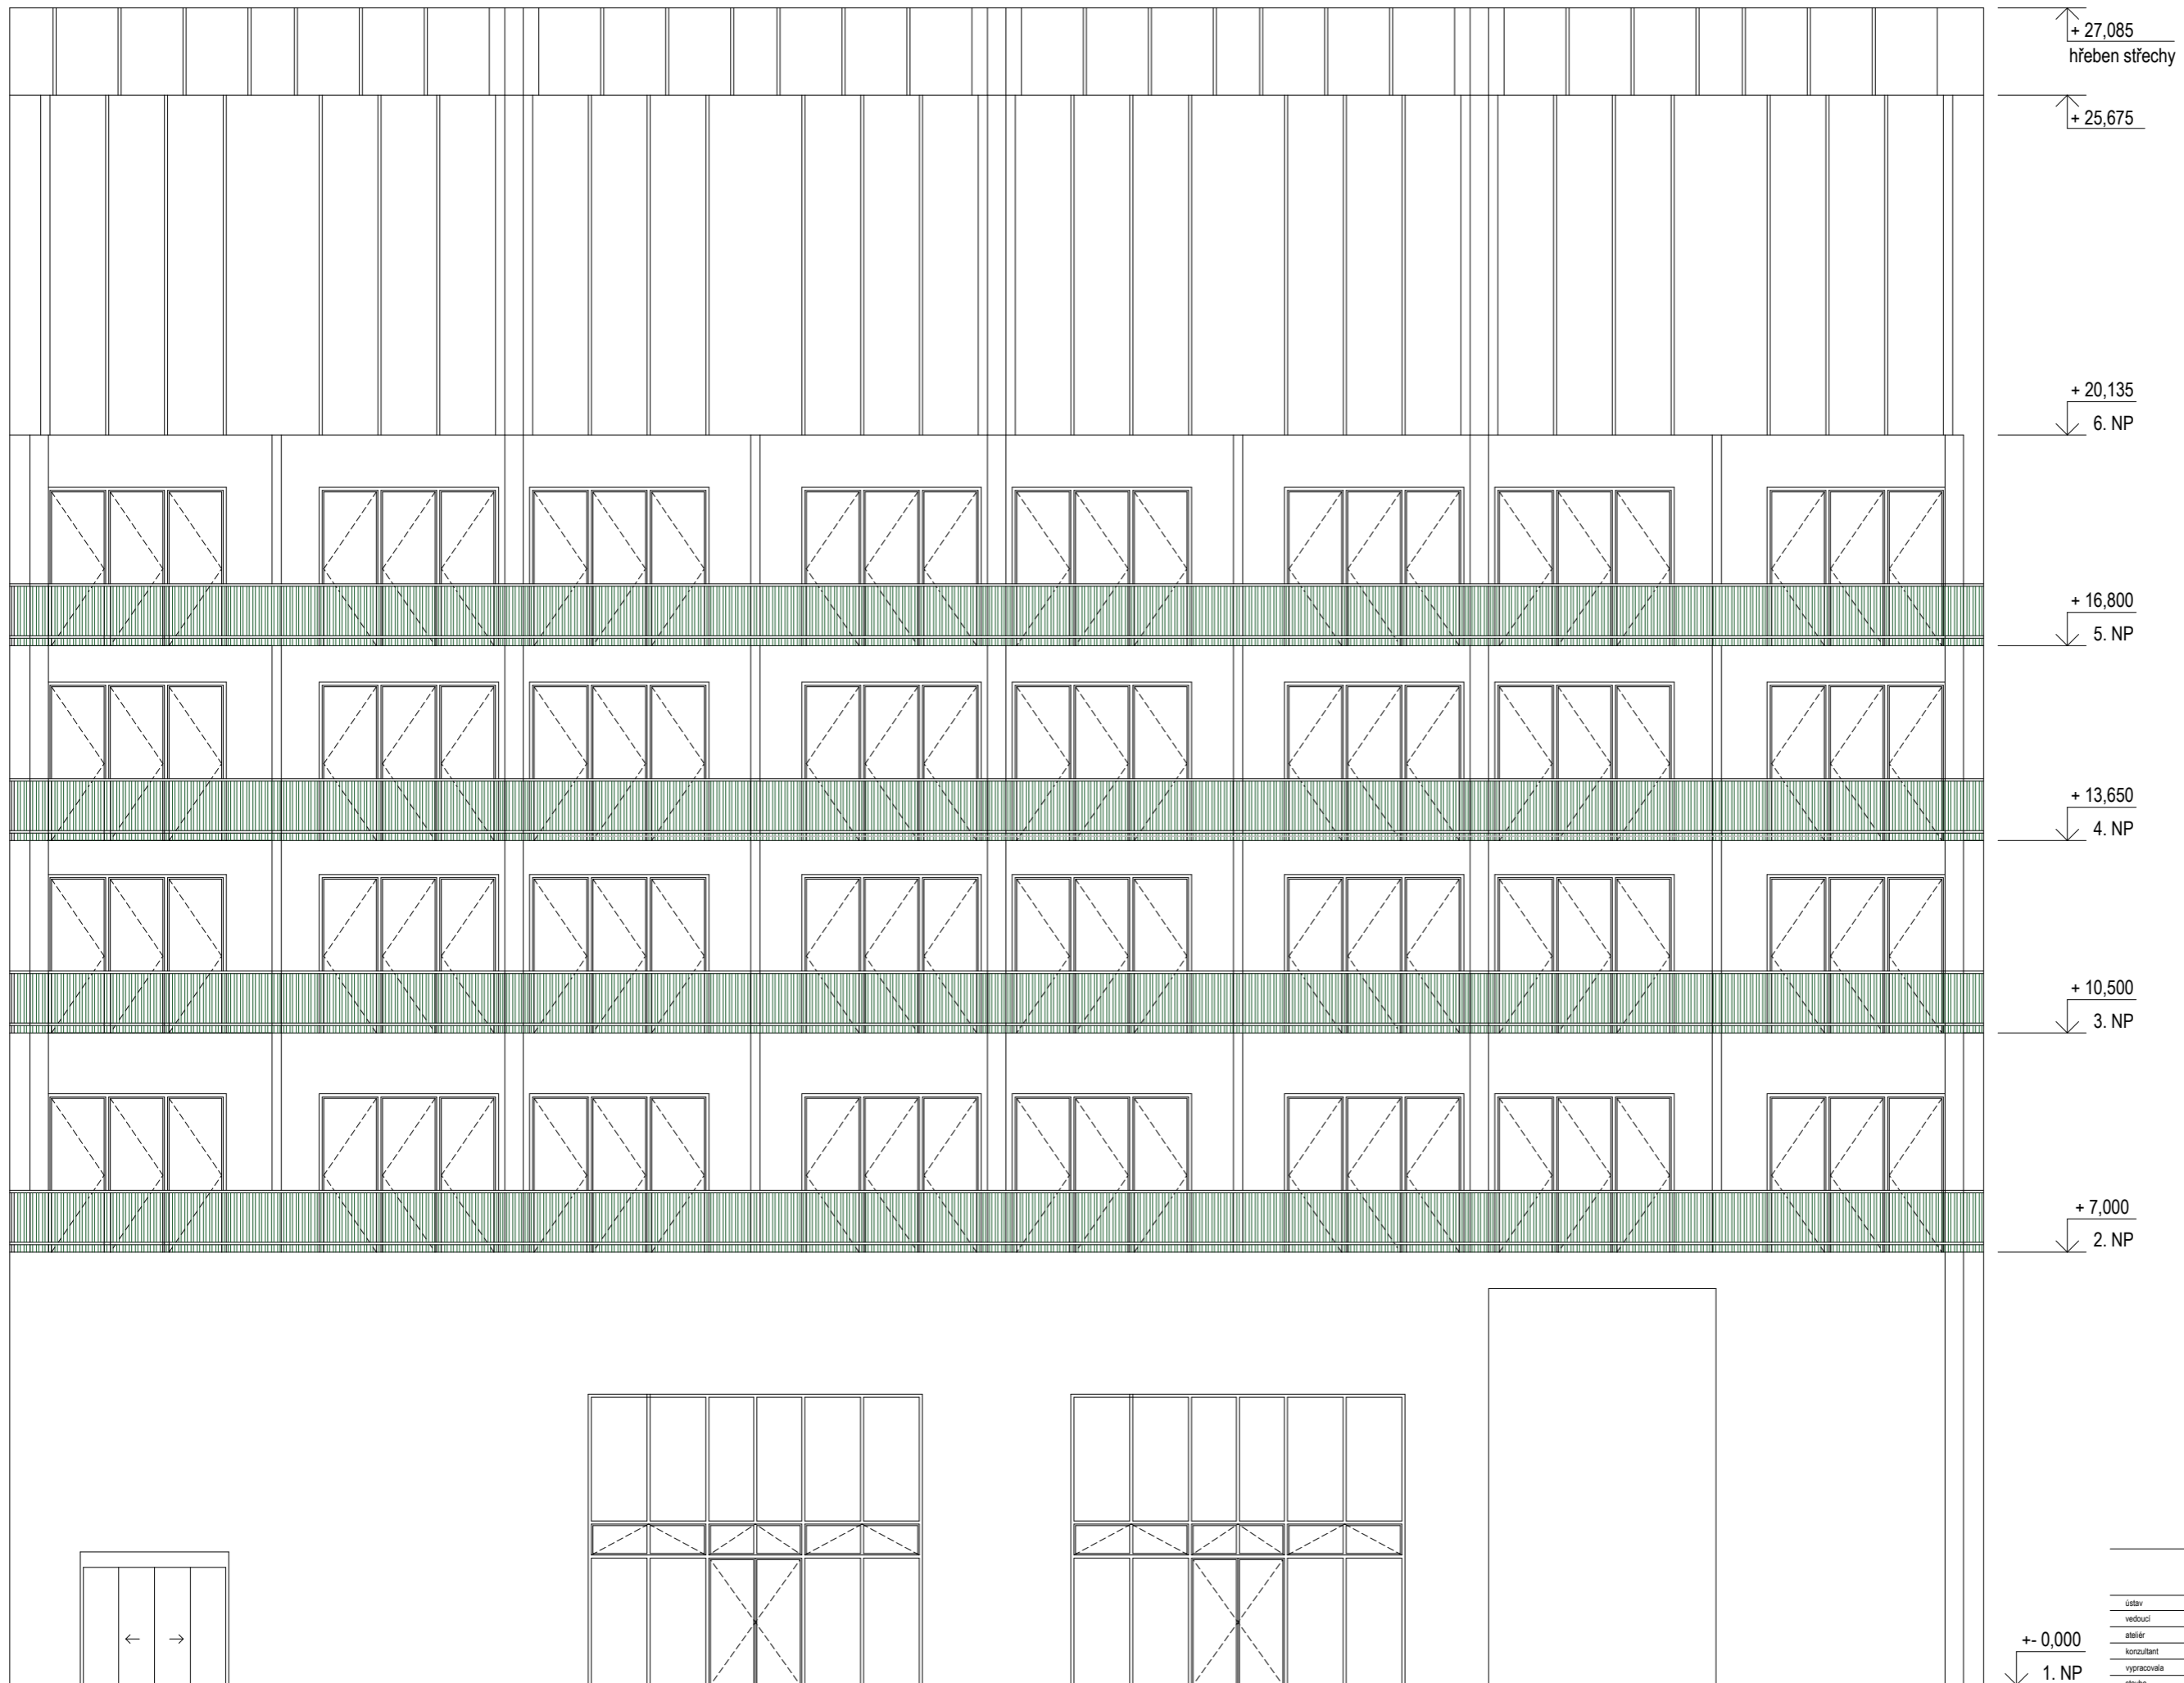 + 27,085
hřeben střechy
+ 25,675
+ 20,135
6. NP
+ 16,800
5. NP
+ 13,650
4. NP
+ 10,500
3. NP
+ 7,000
2. NP
ústav
vedoucí
ateliér
konzultant
vypracovala
+- 0,000
1. NP